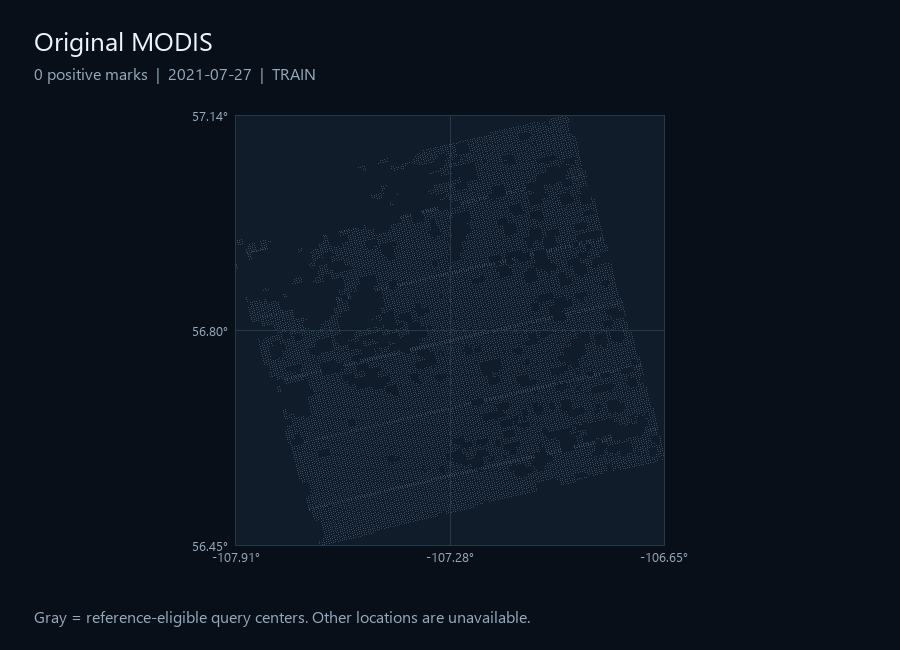 Original MODIS
0 positive marks | 2021-07-27 | TRAIN
57.14°
56.80°
56.45°
-107.91°
-107.28°
-106.65°
Gray = reference-eligible query centers. Other locations are unavailable.